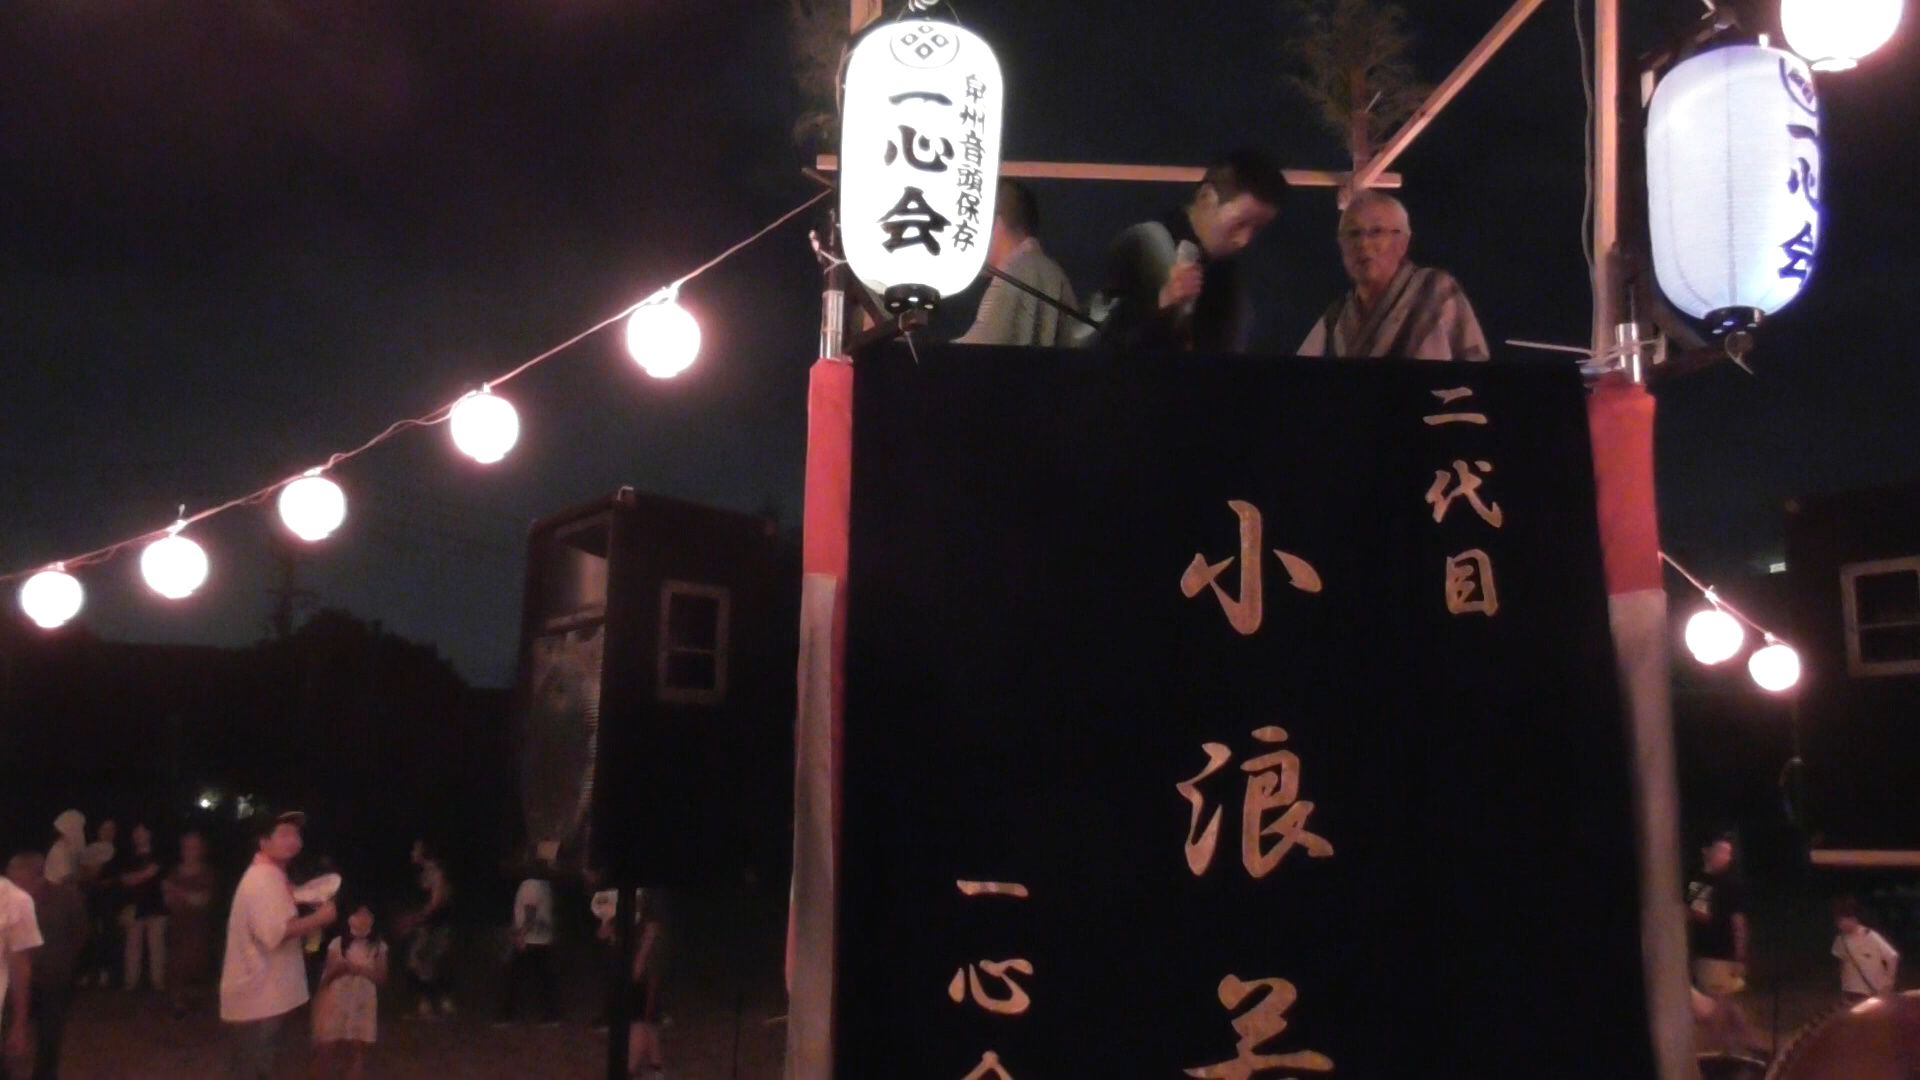 泉州音頭保存
一心会
一心会
二代目
小浪
一心